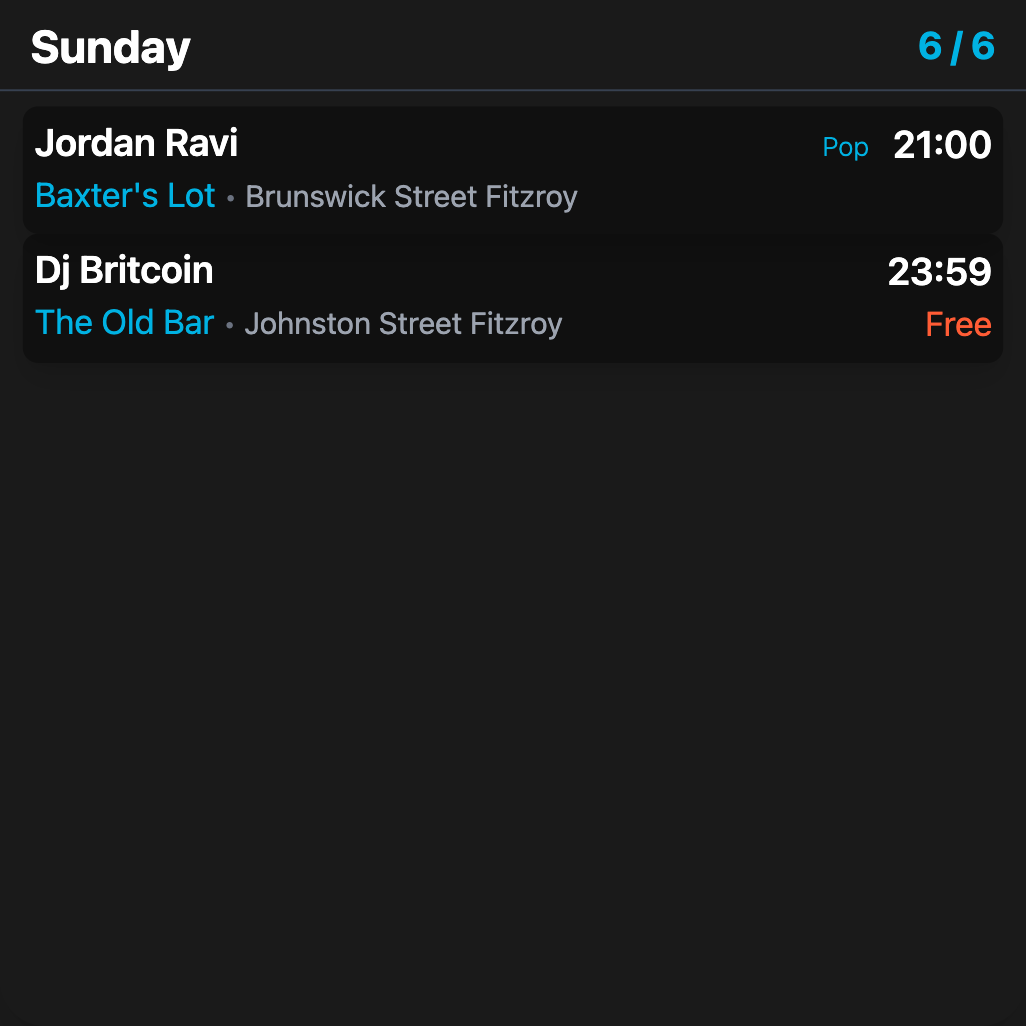 Sunday 6 / 6
Jordan Ravi Pop 21:00
Baxter's Lot • Brunswick Street Fitzroy
Dj Britcoin 23:59
The Old Bar • Johnston Street Fitzroy Free